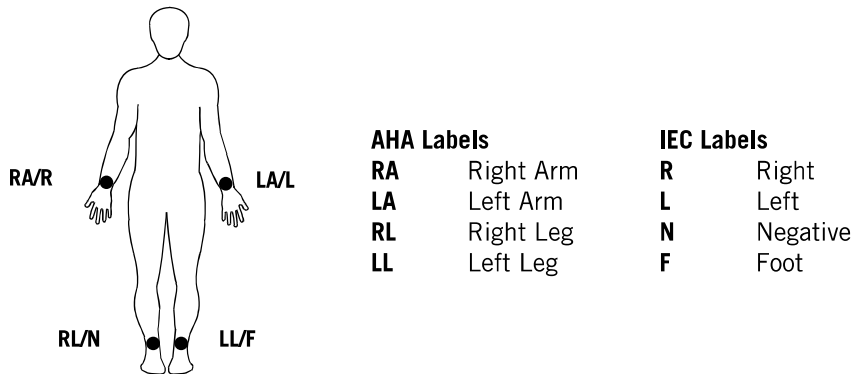 RA/R
LA/L
RL/N
LL/F
AHA Labels
RA Right Arm
LA Left Arm
RL Right Leg
LL Left Leg
IEC Labels
R Right
L Left
N Negative
F Foot